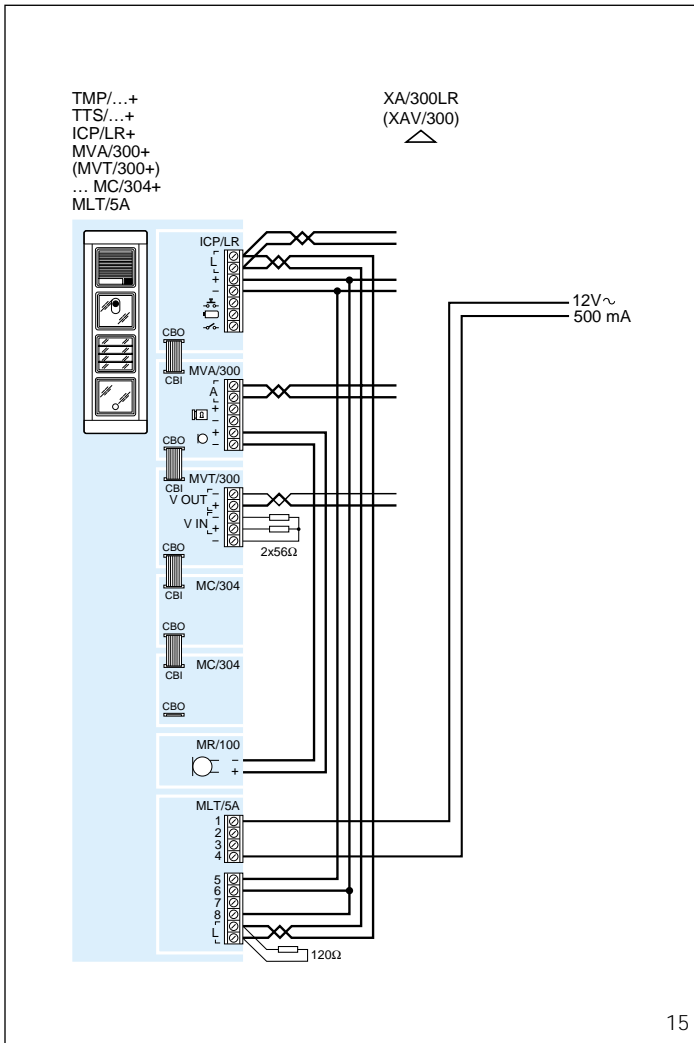 TMP/…+
TTS/…+
ICP/LR+
MVA/300+
(MVT/300+)
… MC/304+
MLT/5A
XA/300LR
(XAV/300)
ICP/LR
L
+
–
CBO
CBI
MVA/300
A
+
–
+
–
CBO
CBI
MVT/300
V OUT –
+
V IN –
+
–
2x56Ω
CBO
CBI
MC/304
CBO
CBI
MC/304
CBO
MR/100
–
+
MLT/5A
1
2
3
4
5
6
7
8
L
120Ω
12V~
500 mA
15